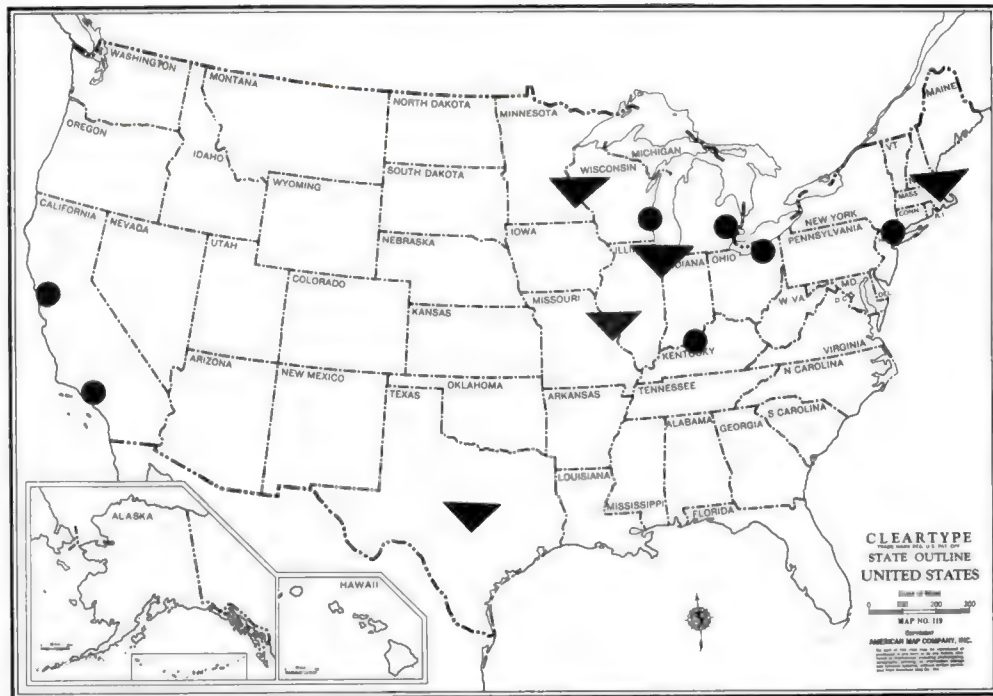 WASHINGTON
MONTANA
NORTH DAKOTA
MINNESOTA
MAINE
OREGON
IDAHO
WYOMING
SOUTH DAKOTA
WISCONSIN
MICHIGAN
VT
MASS
CONN
R.I
NEW YORK
PENNSYLVANIA
CALIFORNIA
NEVADA
UTAH
NEBRASKA
IOWA
ILL
DIANA
OHIO
COLORADO
KANSAS
MISSOURI
W VA
MD
D.C
DEL
VIRGINIA
KENTUCKY
ARIZONA
NEW MEXICO
TEXAS
OKLAHOMA
ARKANSAS
TENNESSEE
N CAROLINA
S CAROLINA
ALABAMA
GEORGIA
LOUISIANA
MISSISSIPPI
FLORIDA
ALASKA
HAWAII
CLEARTYPE
STATE OUTLINE
UNITED STATES
0 100 200 300
MAP NO. 119
AMERICAN MAP COMPANY, INC.